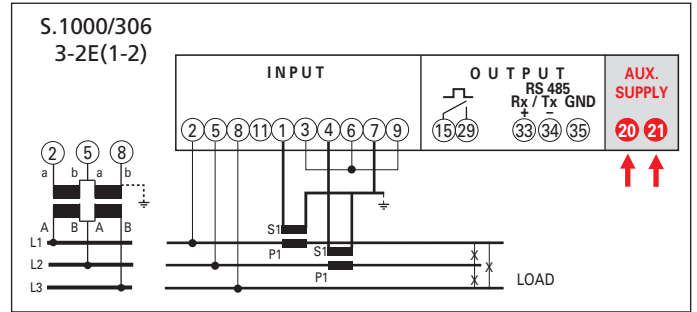 S.1000/306
3-2E(1-2)
INPUT
OUTPUT
RS 485
Rx / Tx GND
+ −
AUX.
SUPPLY
2 5 8 11 1 3 4 6 7 9
15 29 33 34 35
20 21
2 5 8
a b a b
A B A B
S1
P1
S1
P1
L1
L2
L3
X
X
X
LOAD